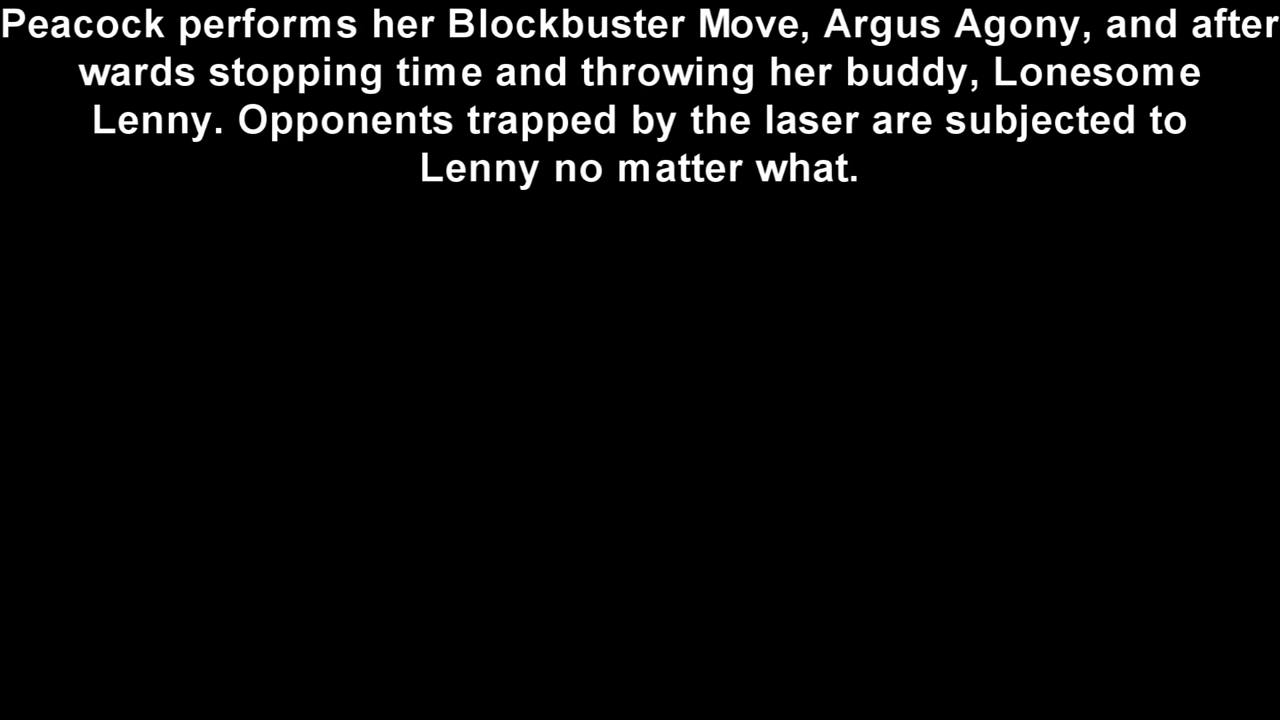 Peacock performs her Blockbuster Move, Argus Agony, and after
wards stopping time and throwing her buddy, Lonesome
Lenny. Opponents trapped by the laser are subjected to
Lenny no matter what.